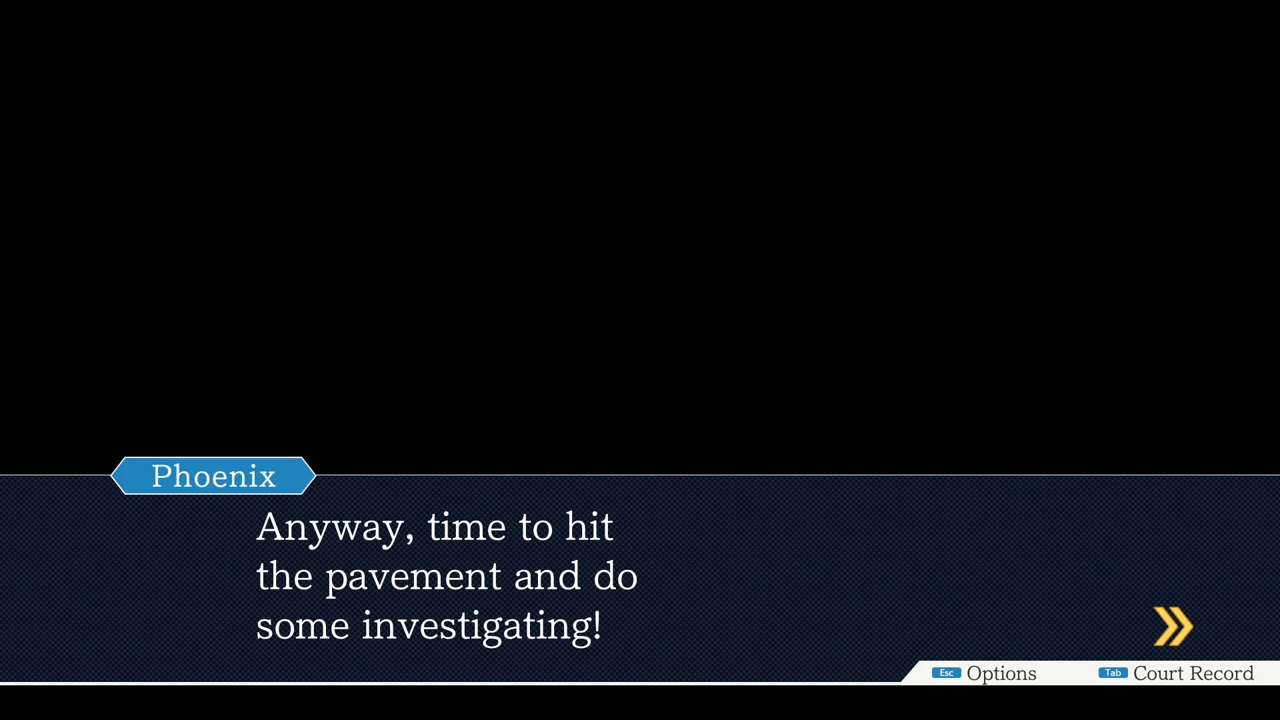 Phoenix
Anyway, time to hit
the pavement and do
some investigating!
Esc Options Tab Court Record